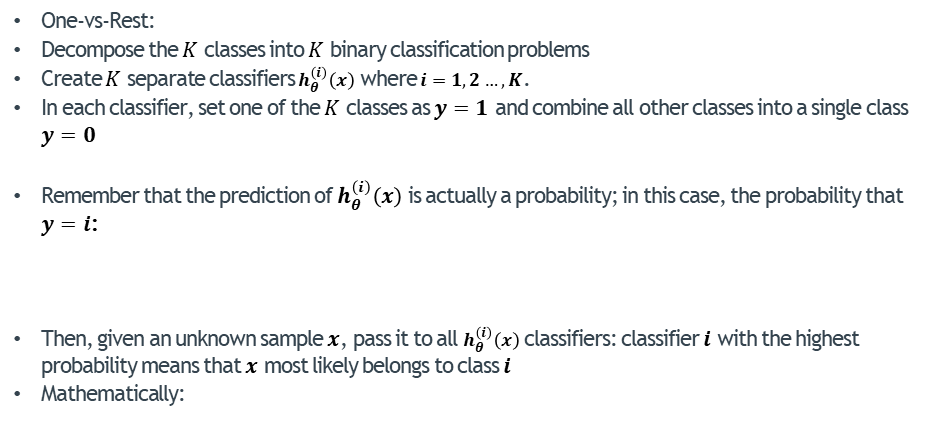 • One-vs-Rest:
• Decompose the K classes into K binary classification problems
• Create K separate classifiers h_θ^(i)(x) where i = 1, 2 …, K.
• In each classifier, set one of the K classes as y = 1 and combine all other classes into a single class
y = 0
• Remember that the prediction of h_θ^(i)(x) is actually a probability; in this case, the probability that
y = i:
• Then, given an unknown sample x, pass it to all h_θ^(i)(x) classifiers: classifier i with the highest
probability means that x most likely belongs to class i
• Mathematically: